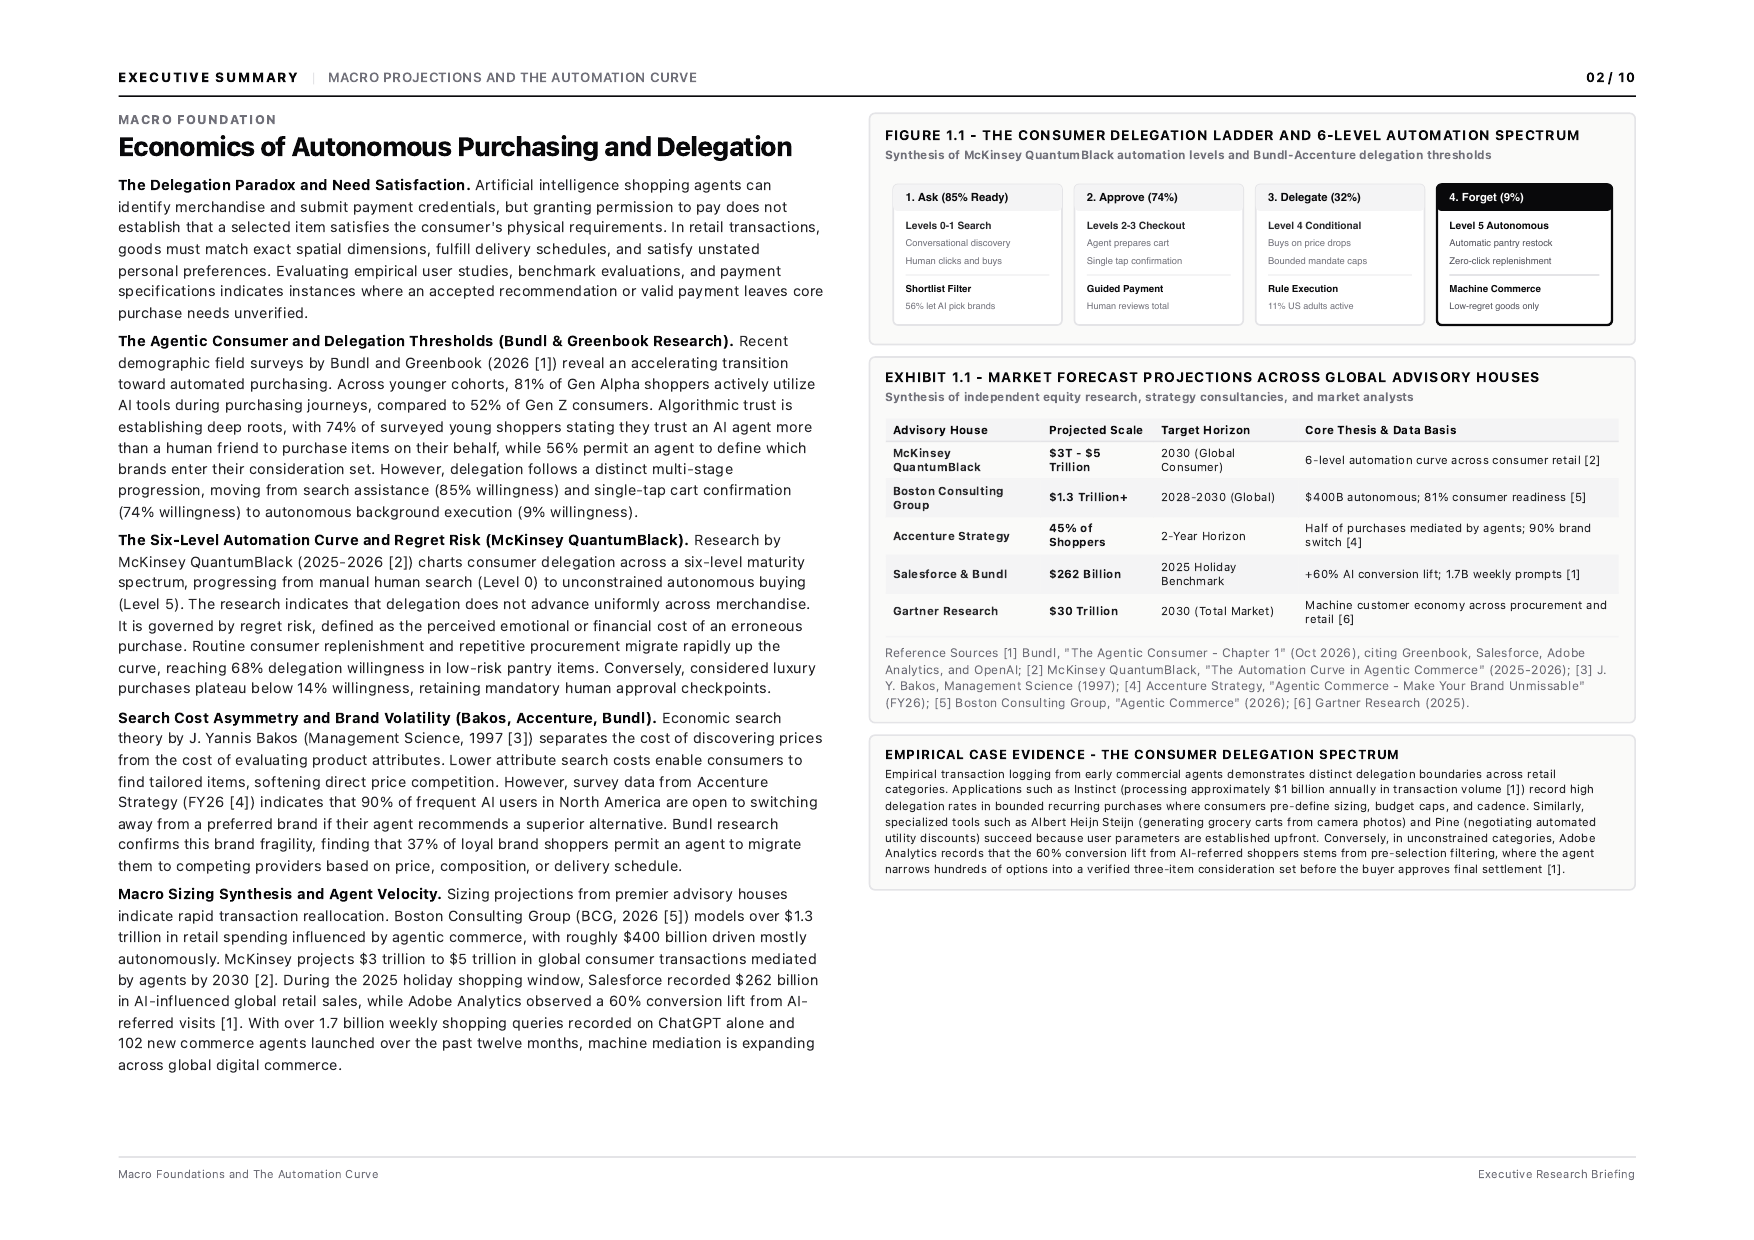 EXECUTIVE SUMMARY | MACRO PROJECTIONS AND THE AUTOMATION CURVE
02 / 10
MACRO FOUNDATION
Economics of Autonomous Purchasing and Delegation
The Delegation Paradox and Need Satisfaction. Artificial intelligence shopping agents can
identify merchandise and submit payment credentials, but granting permission to pay does not
establish that a selected item satisfies the consumer's physical requirements. In retail transactions,
goods must match exact spatial dimensions, fulfill delivery schedules, and satisfy unstated
personal preferences. Evaluating empirical user studies, benchmark evaluations, and payment
specifications indicates instances where an accepted recommendation or valid payment leaves core
purchase needs unverified.
The Agentic Consumer and Delegation Thresholds (Bundl & Greenbook Research). Recent
demographic field surveys by Bundl and Greenbook (2026 [1]) reveal an accelerating transition
toward automated purchasing. Across younger cohorts, 81% of Gen Alpha shoppers actively utilize
AI tools during purchasing journeys, compared to 52% of Gen Z consumers. Algorithmic trust is
establishing deep roots, with 74% of surveyed young shoppers stating they trust an AI agent more
than a human friend to purchase items on their behalf, while 56% permit an agent to define which
brands enter their consideration set. However, delegation follows a distinct multi-stage
progression, moving from search assistance (85% willingness) and single-tap cart confirmation
(74% willingness) to autonomous background execution (9% willingness).
The Six-Level Automation Curve and Regret Risk (McKinsey QuantumBlack). Research by
McKinsey QuantumBlack (2025-2026 [2]) charts consumer delegation across a six-level maturity
spectrum, progressing from manual human search (Level 0) to unconstrained autonomous buying
(Level 5). The research indicates that delegation does not advance uniformly across merchandise.
It is governed by regret risk, defined as the perceived emotional or financial cost of an erroneous
purchase. Routine consumer replenishment and repetitive procurement migrate rapidly up the
curve, reaching 68% delegation willingness in low-risk pantry items. Conversely, considered luxury
purchases plateau below 14% willingness, retaining mandatory human approval checkpoints.
Search Cost Asymmetry and Brand Volatility (Bakos, Accenture, Bundl). Economic search
theory by J. Yannis Bakos (Management Science, 1997 [3]) separates the cost of discovering prices
from the cost of evaluating product attributes. Lower attribute search costs enable consumers to
find tailored items, softening direct price competition. However, survey data from Accenture
Strategy (FY26 [4]) indicates that 90% of frequent AI users in North America are open to switching
away from a preferred brand if their agent recommends a superior alternative. Bundl research
confirms this brand fragility, finding that 37% of loyal brand shoppers permit an agent to migrate
them to competing providers based on price, composition, or delivery schedule.
Macro Sizing Synthesis and Agent Velocity. Sizing projections from premier advisory houses
indicate rapid transaction reallocation. Boston Consulting Group (BCG, 2026 [5]) models over $1.3
trillion in retail spending influenced by agentic commerce, with roughly $400 billion driven mostly
autonomously. McKinsey projects $3 trillion to $5 trillion in global consumer transactions mediated
by agents by 2030 [2]. During the 2025 holiday shopping window, Salesforce recorded $262 billion
in AI-influenced global retail sales, while Adobe Analytics observed a 60% conversion lift from AI-
referred visits [1]. With over 1.7 billion weekly shopping queries recorded on ChatGPT alone and
102 new commerce agents launched over the past twelve months, machine mediation is expanding
across global digital commerce.
FIGURE 1.1 - THE CONSUMER DELEGATION LADDER AND 6-LEVEL AUTOMATION SPECTRUM
Synthesis of McKinsey QuantumBlack automation levels and Bundl-Accenture delegation thresholds
1. Ask (85% Ready)
Levels 0-1 Search
Conversational discovery
Human clicks and buys
Shortlist Filter
56% let AI pick brands
2. Approve (74%)
Levels 2-3 Checkout
Agent prepares cart
Single tap confirmation
Guided Payment
Human reviews total
3. Delegate (32%)
Level 4 Conditional
Buys on price drops
Bounded mandate caps
Rule Execution
11% US adults active
4. Forget (9%)
Level 5 Autonomous
Automatic pantry restock
Zero-click replenishment
Machine Commerce
Low-regret goods only
EXHIBIT 1.1 - MARKET FORECAST PROJECTIONS ACROSS GLOBAL ADVISORY HOUSES
Synthesis of independent equity research, strategy consultancies, and market analysts
Advisory House Projected Scale Target Horizon Core Thesis & Data Basis
McKinsey
QuantumBlack
$3T - $5
Trillion
2030 (Global
Consumer)
6-level automation curve across consumer retail [2]
Boston Consulting
Group
$1.3 Trillion+
2028-2030 (Global)
$400B autonomous; 81% consumer readiness [5]
Accenture Strategy
45% of
Shoppers
2-Year Horizon
Half of purchases mediated by agents; 90% brand
switch [4]
Salesforce & Bundl
$262 Billion
2025 Holiday
Benchmark
+60% AI conversion lift; 1.7B weekly prompts [1]
Gartner Research
$30 Trillion
2030 (Total Market)
Machine customer economy across procurement and
retail [6]
Reference Sources [1] Bundl, "The Agentic Consumer - Chapter 1" (Oct 2026), citing Greenbook, Salesforce, Adobe
Analytics, and OpenAI; [2] McKinsey QuantumBlack, "The Automation Curve in Agentic Commerce" (2025-2026); [3] J.
Y. Bakos, Management Science (1997); [4] Accenture Strategy, "Agentic Commerce - Make Your Brand Unmissable"
(FY26); [5] Boston Consulting Group, "Agentic Commerce" (2026); [6] Gartner Research (2025).
EMPIRICAL CASE EVIDENCE - THE CONSUMER DELEGATION SPECTRUM
Empirical transaction logging from early commercial agents demonstrates distinct delegation boundaries across retail
categories. Applications such as Instinct (processing approximately $1 billion annually in transaction volume [1]) record high
delegation rates in bounded recurring purchases where consumers pre-define sizing, budget caps, and cadence. Similarly,
specialized tools such as Albert Heijn Steijn (generating grocery carts from camera photos) and Pine (negotiating automated
utility discounts) succeed because user parameters are established upfront. Conversely, in unconstrained categories, Adobe
Analytics records that the 60% conversion lift from AI-referred shoppers stems from pre-selection filtering, where the agent
narrows hundreds of options into a verified three-item consideration set before the buyer approves final settlement [1].
Macro Foundations and The Automation Curve
Executive Research Briefing